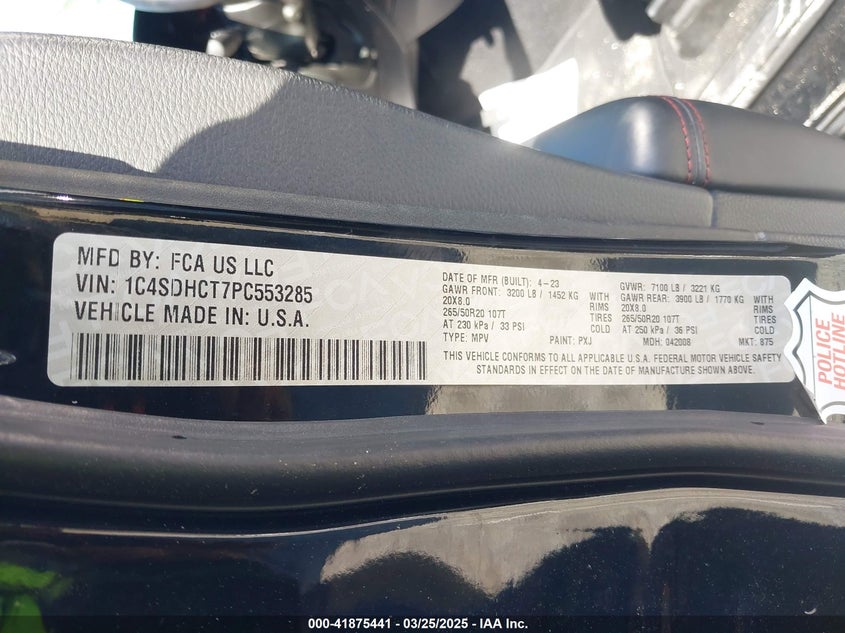 MFD BY: FCA US LLC
VIN: 1C4SDHCT7PC553285
VEHICLE MADE IN: U.S.A.
DATE OF MFR (BUILT): 4-23
GAWR FRONT: 3200 LB / 1452 KG WITH
20X8.0 RIMS
265/50R20 107T TIRES
AT 230 kPa / 33 PSI COLD
TYPE: MPV PAINT: PXJ
GVWR: 7100 LB / 3221 KG
GAWR REAR: 3900 LB / 1770 KG WITH
20X8.0 RIMS
265/50R20 107T TIRES
AT 250 kPa / 36 PSI COLD
MDH: 042008 MKT: 875
THIS VEHICLE CONFORMS TO ALL APPLICABLE U.S.A. FEDERAL MOTOR VEHICLE SAFETY
STANDARDS IN EFFECT ON THE DATE OF MANUFACTURE SHOWN ABOVE.
POLICE
HOTLINE
000-41875441 - 03/25/2025 - IAA Inc.